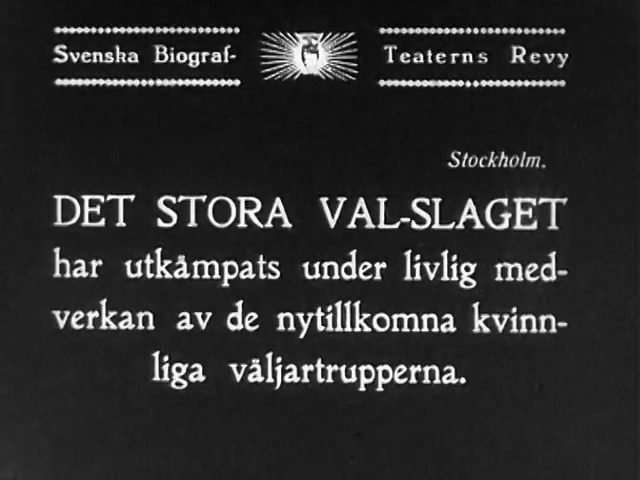 Svenska Biograf-Teaterns Revy
Stockholm.
DET STORA VAL-SLAGET
har utkämpats under livlig med-
verkan av de nytillkomna kvinn-
liga väljartrupperna.